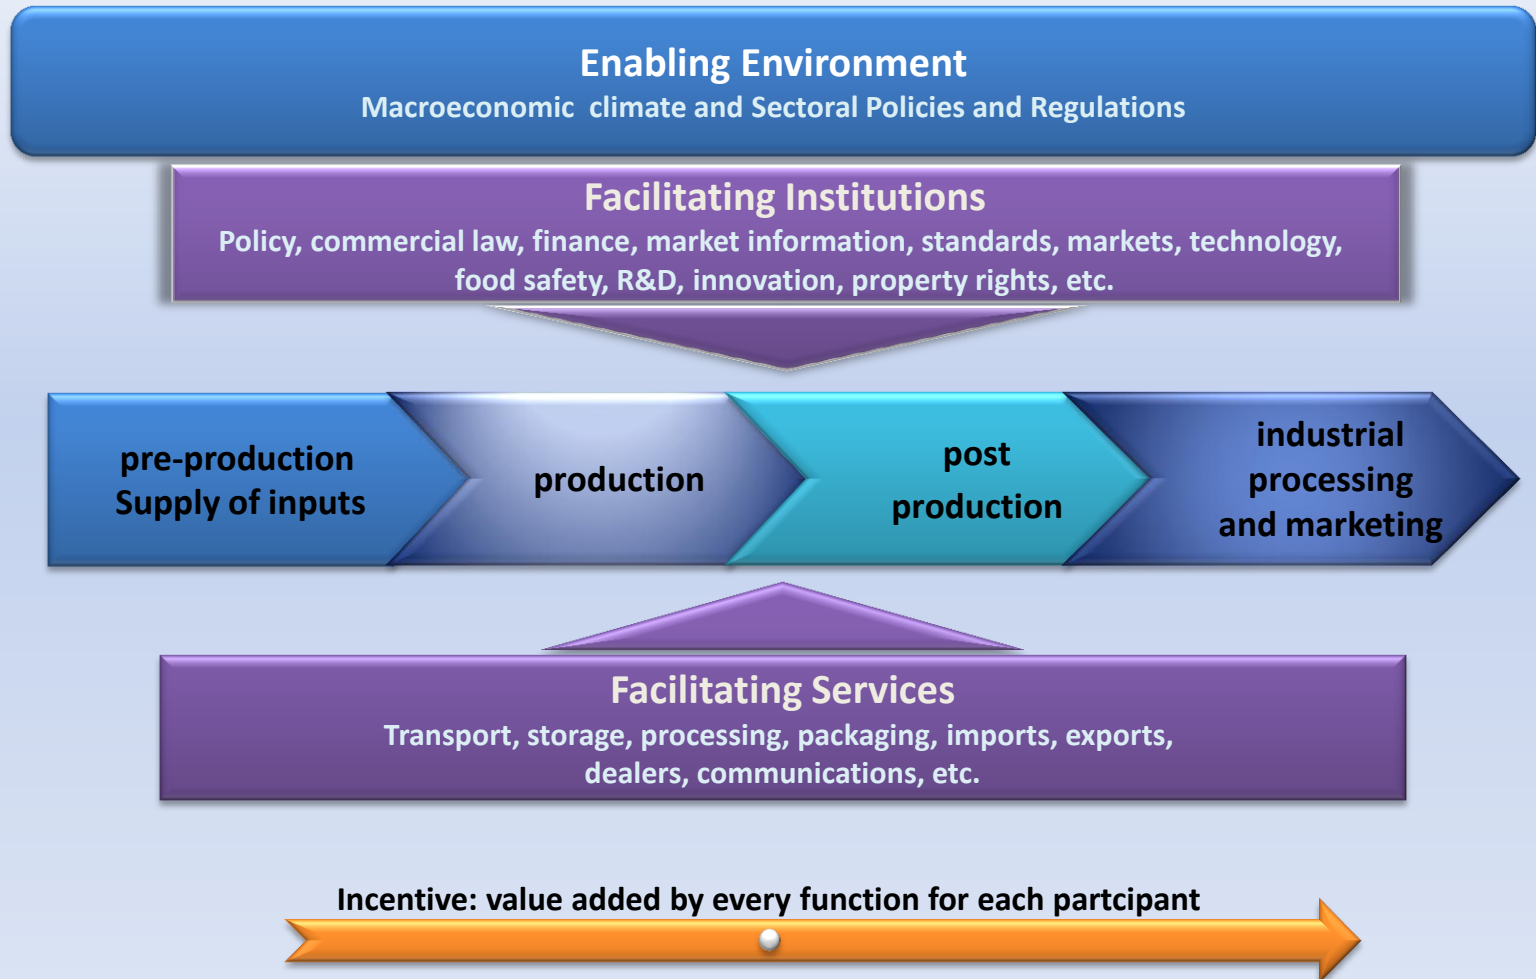 Enabling Environment
Macroeconomic climate and Sectoral Policies and Regulations
Facilitating Institutions
Policy, commercial law, finance, market information, standards, markets, technology,
food safety, R&D, innovation, property rights, etc.
pre-production
Supply of inputs
production
post
production
industrial
processing
and marketing
Facilitating Services
Transport, storage, processing, packaging, imports, exports,
dealers, communications, etc.
Incentive: value added by every function for each partcipant